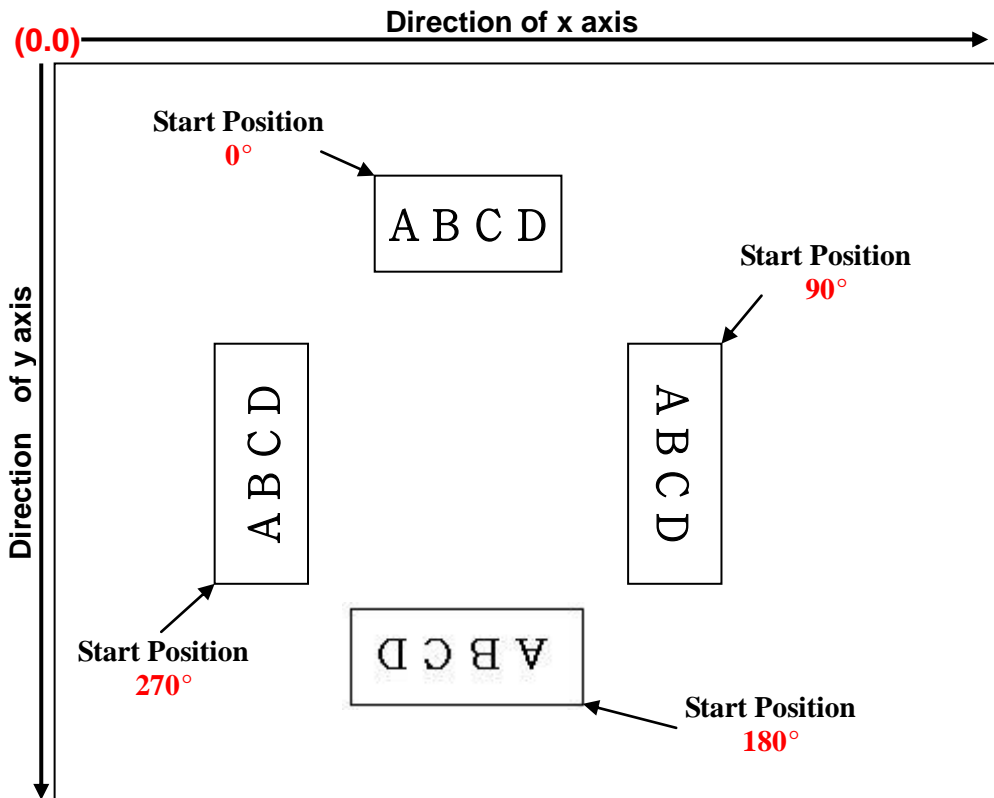 Direction of x axis
(0.0)
Start Position
0°
A B C D
Start Position
90°
Direction of y axis
A B C D
A B C D
A B C D
Start Position
270°
Start Position
180°